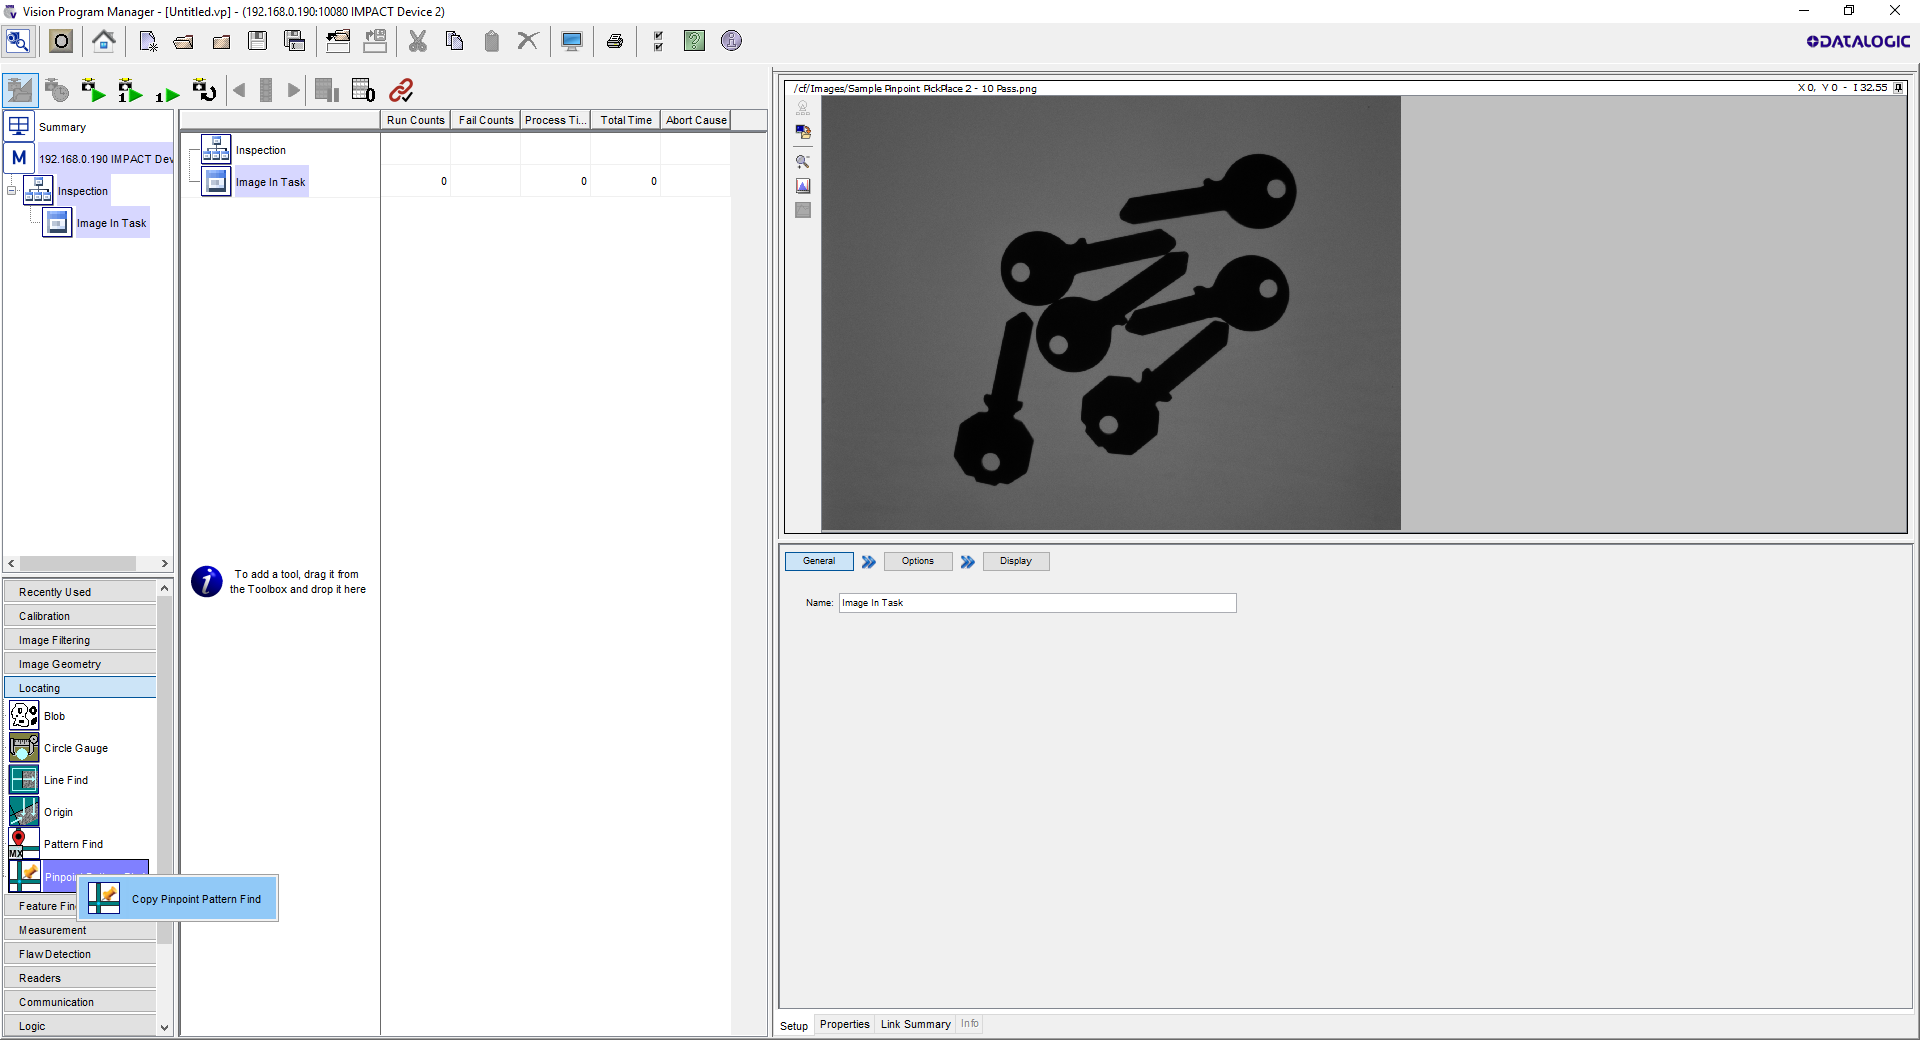 Vision Program Manager - [Untitled.vp] - (192.168.0.190:10080 IMPACT Device 2)
O
1
1
0
?
i
DATALOGIC
Summary
M
192.168.0.190 IMPACT Dev
Inspection
Image In Task
Run Counts
Fail Counts
Process Ti...
Total Time
Abort Cause
Inspection
Image In Task
0
0
0
i
To add a tool, drag it from
the Toolbox and drop it here
/cf/Images/Sample Pinpoint PickPlace 2 - 10 Pass.png
X 0, Y 0 - I 32.55
Recently Used
Calibration
Image Filtering
Image Geometry
Locating
Blob
Circle Gauge
Line Find
Origin
MX
Pattern Find
Copy Pinpoint Pattern Find
Measurement
Flaw Detection
Readers
Communication
Logic
General
Options
Display
Name:
Image In Task
Setup
Properties
Link Summary
Info